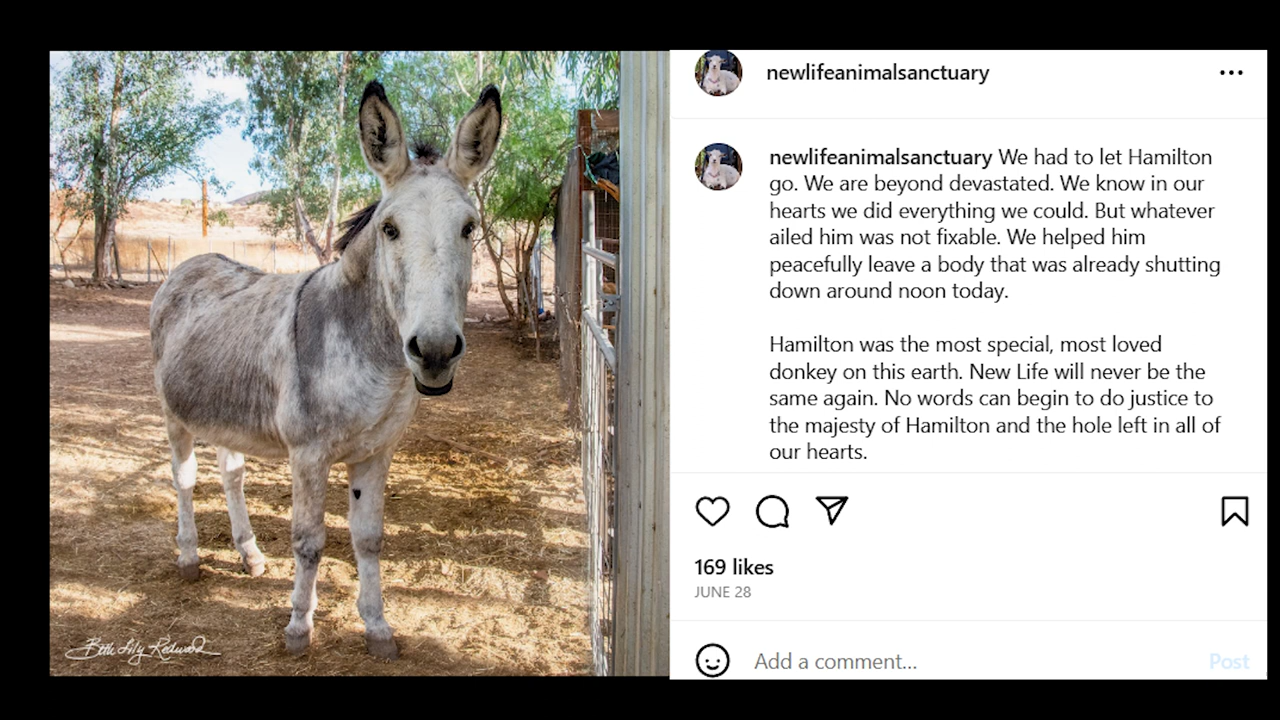 newlifeanimalsanctuary
newlifeanimalsanctuary We had to let Hamilton
go. We are beyond devastated. We know in our
hearts we did everything we could. But whatever
ailed him was not fixable. We helped him
peacefully leave a body that was already shutting
down around noon today.
Hamilton was the most special, most loved
donkey on this earth. New Life will never be the
same again. No words can begin to do justice to
the majesty of Hamilton and the hole left in all of
our hearts.
169 likes
JUNE 28
Add a comment...
Post
Beth Lily Redwood